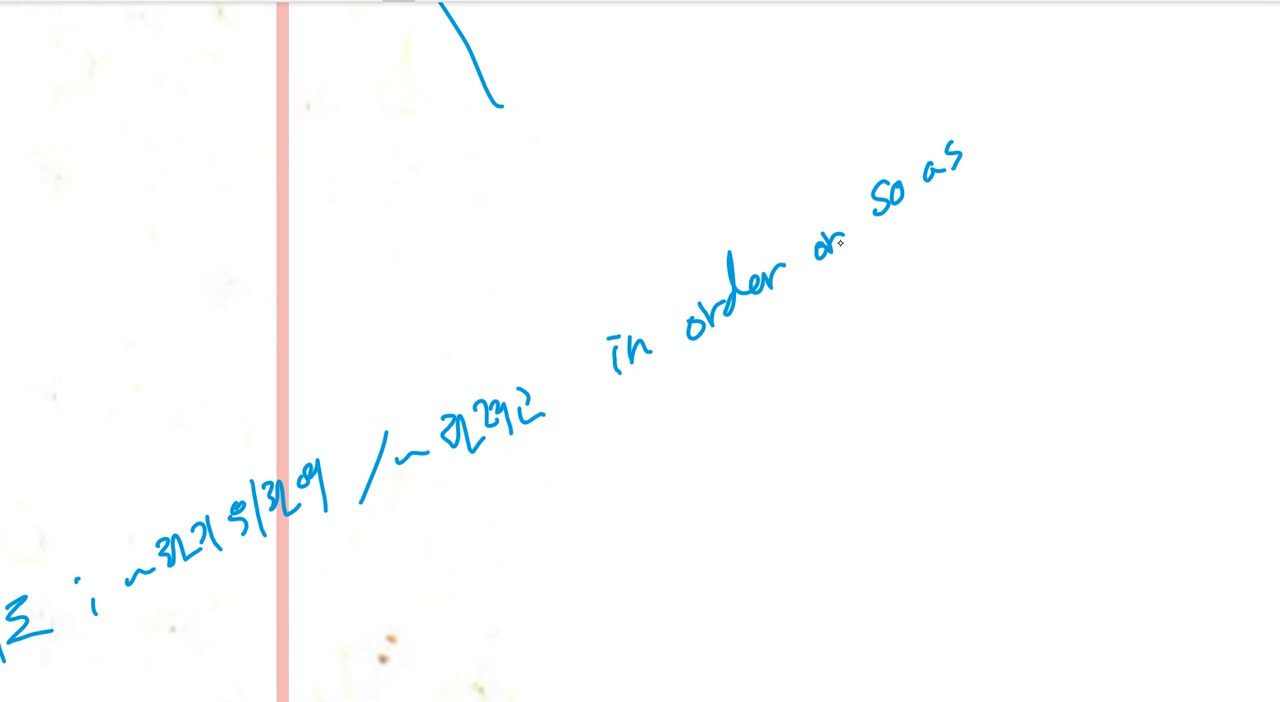 ; ~하기 위하여 / ~하려고 in order or so as